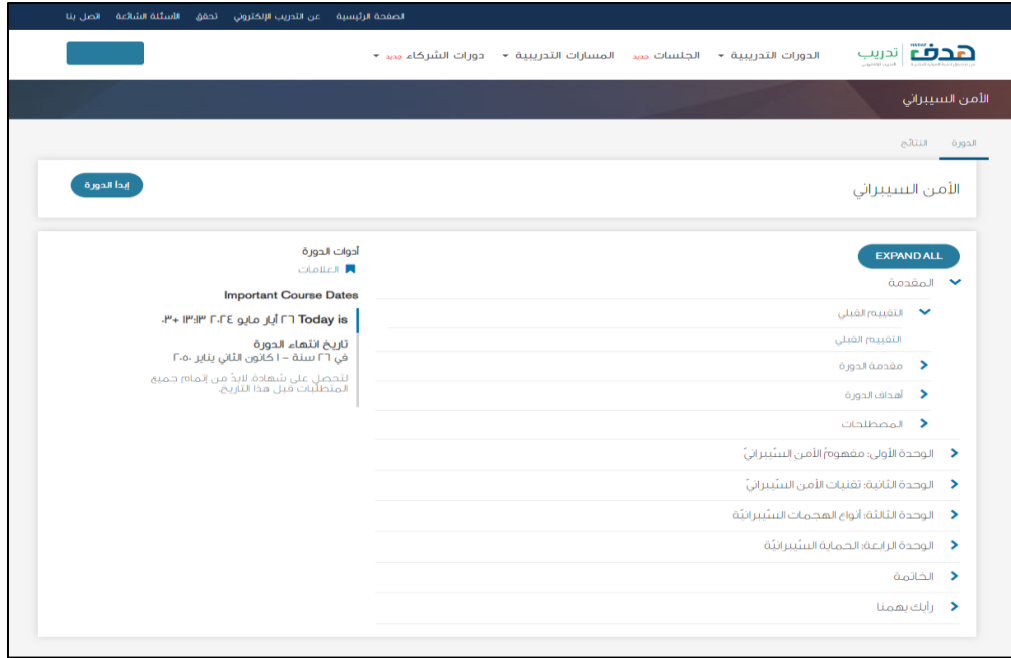 الصفحة الرئيسية عن التدريب الإلكتروني تحقق الأسئلة الشائعة اتصل بنا
هدف HRDF تدريب
الدورات التدريبية الجلسات جديد المسارات التدريبية دورات الشركاء جديد
الأمن السيبراني
الدورة النتائج
الأمن السيبراني
إبدأ الدورة
EXPAND ALL
المقدمة
التقييم القبلي
التقييم القبلي
مقدمة الدورة
أهداف الدورة
المصطلحات
الوحدة الأولى: مفهومُ الأمن السّيبرانيّ
الوحدة الثانية: تقنيات الأمن السّيبرانيّ
الوحدة الثالثة: أنواع الهجمات السّيبرانيّة
الوحدة الرابعة: الحماية السّيبرانيّة
الخاتمة
رأيك يهمنا
أدوات الدورة
العلامات
Important Course Dates
Today is ٢٦ أيار مايو ٢٠٢٤ ١٣:١٣ +٠٣
تاريخ انتهاء الدورة
في ٢٦ سنة – ١ كانون الثاني يناير ٢٠٥٠
لتحصل على شهادة، لابدّ من إتمام جميع
المتطلبات قبل هذا التاريخ.